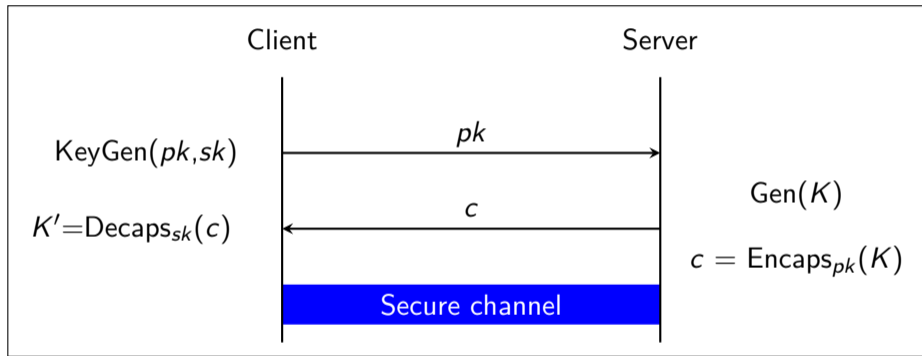 Client Server
pk
KeyGen(pk,sk)
Gen(K)
c
K′=Decaps_sk(c)
c = Encaps_pk(K)
Secure channel